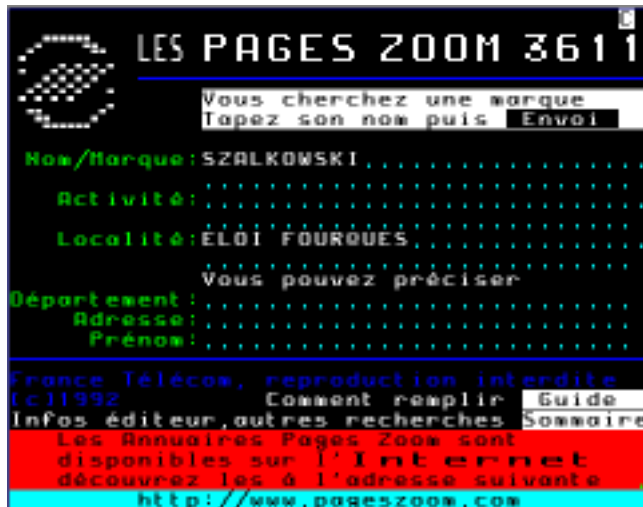 C
LES PAGES ZOOM 3611
Vous cherchez une marque
Tapez son nom puis Envoi
Nom/Marque:SZALKOWSKI
Activité:
Localité:ELOI FOURQUES
Vous pouvez préciser
Département:
Adresse:
Prénom:
France Télécom, reproduction interdite
(c)1992 Comment remplir Guide
Infos éditeur,autres recherches Sommaire
Les Annuaires Pages Zoom sont
disponibles sur l'Internet
découvrez les à l'adresse suivante
http://www.pageszoom.com